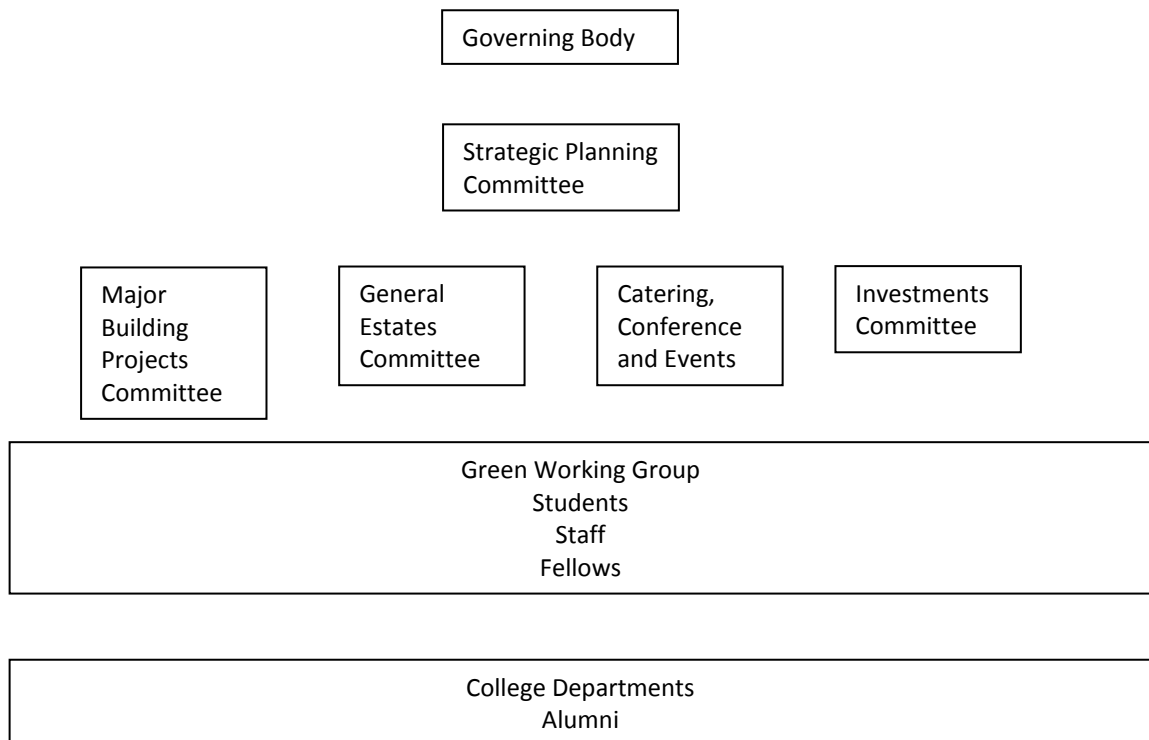 Governing Body
Strategic Planning
Committee
Major
Building
Projects
Committee
General
Estates
Committee
Catering,
Conference
and Events
Investments
Committee
Green Working Group
Students
Staff
Fellows
College Departments
Alumni